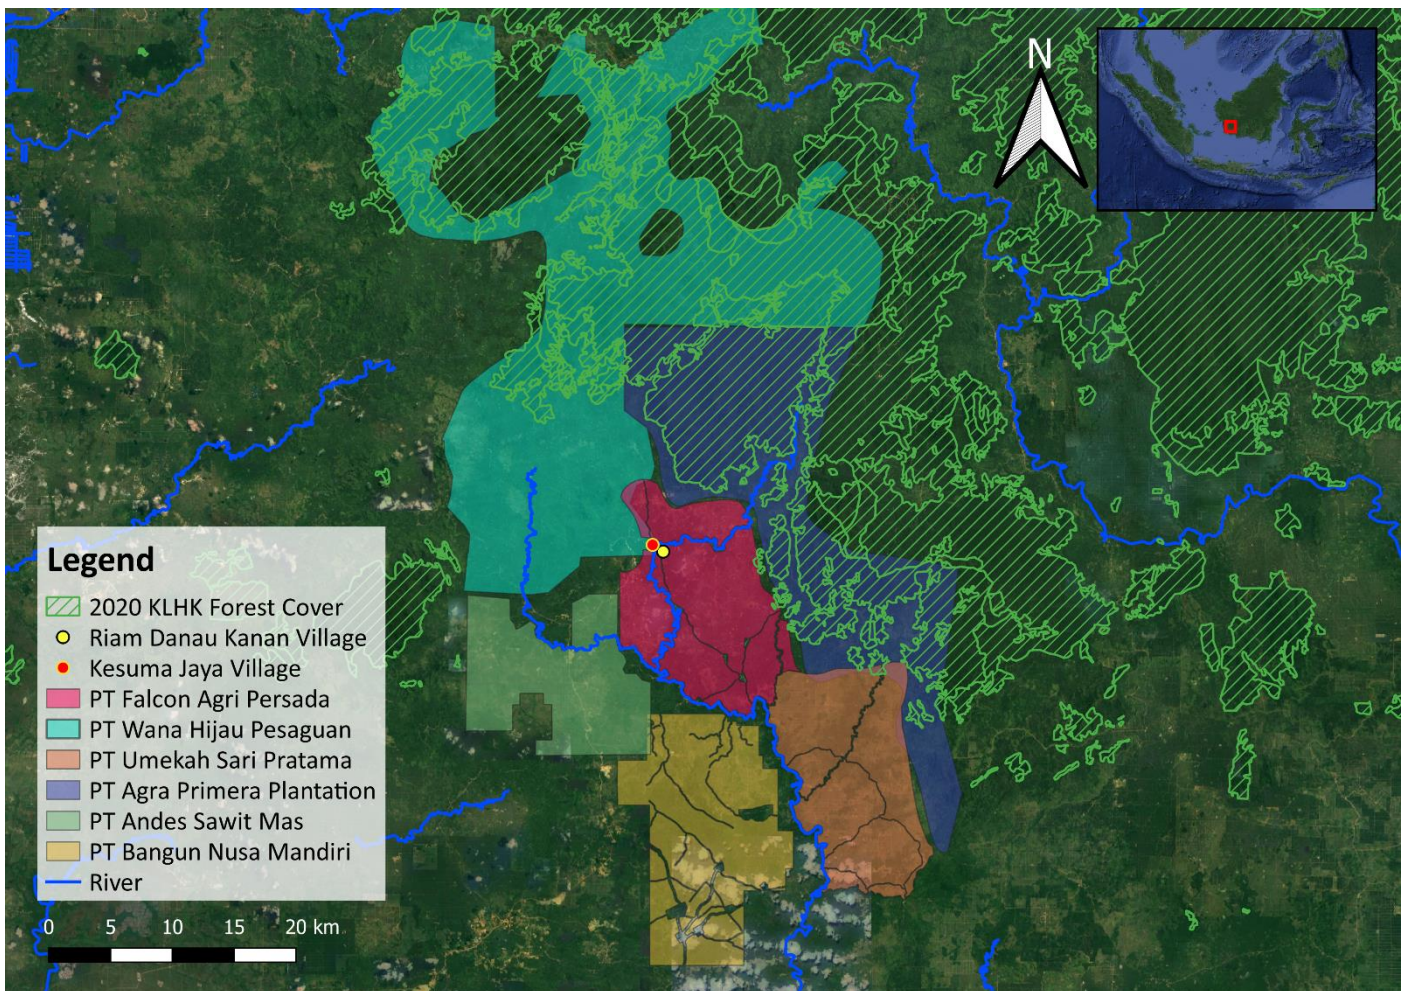 N
Legend
2020 KLHK Forest Cover
Riam Danau Kanan Village
Kesuma Jaya Village
PT Falcon Agri Persada
PT Wana Hijau Pesaguan
PT Umekah Sari Pratama
PT Agra Primera Plantation
PT Andes Sawit Mas
PT Bangun Nusa Mandiri
River
0 5 10 15 20 km